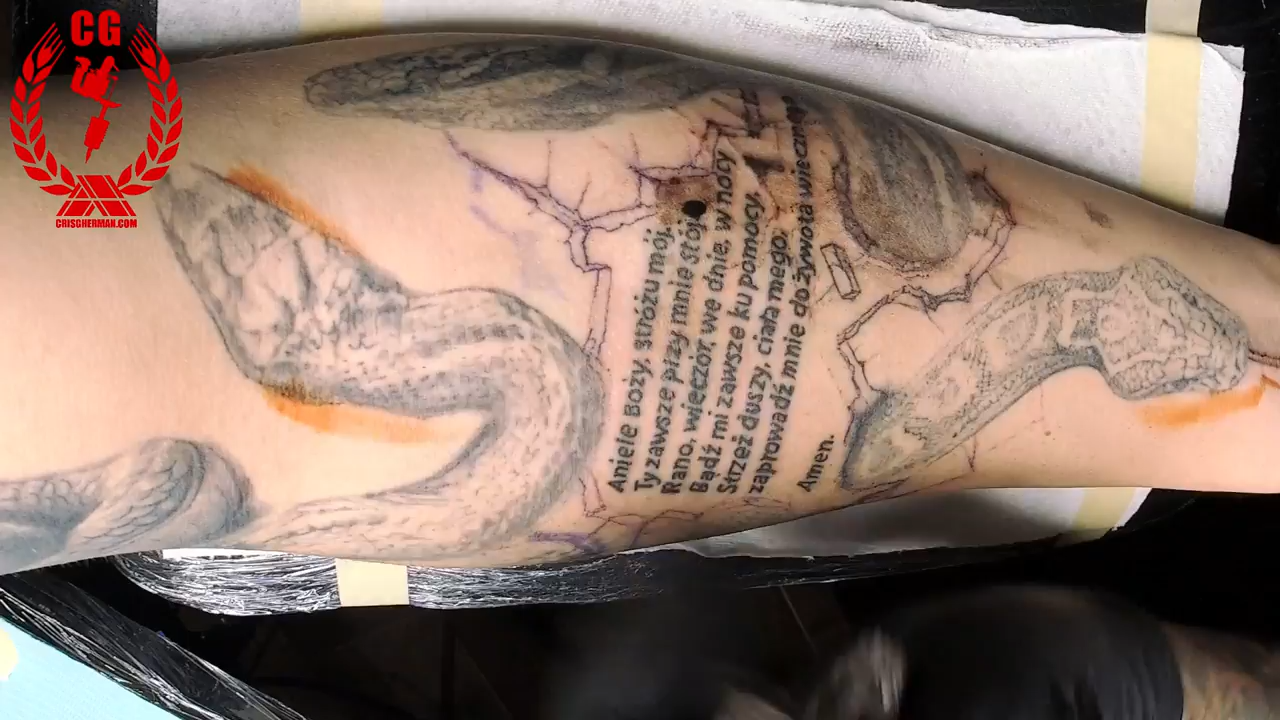 CG
CRISGHERMAN.COM
Aniele Boży, stróżu mój,
Ty zawsze przy mnie stój.
Rano, wieczór, we dnie, w nocy
Bądź mi zawsze ku pomocy,
Strzeż duszy, ciała mego,
zaprowadź mnie do żywota wiecznego
Amen.